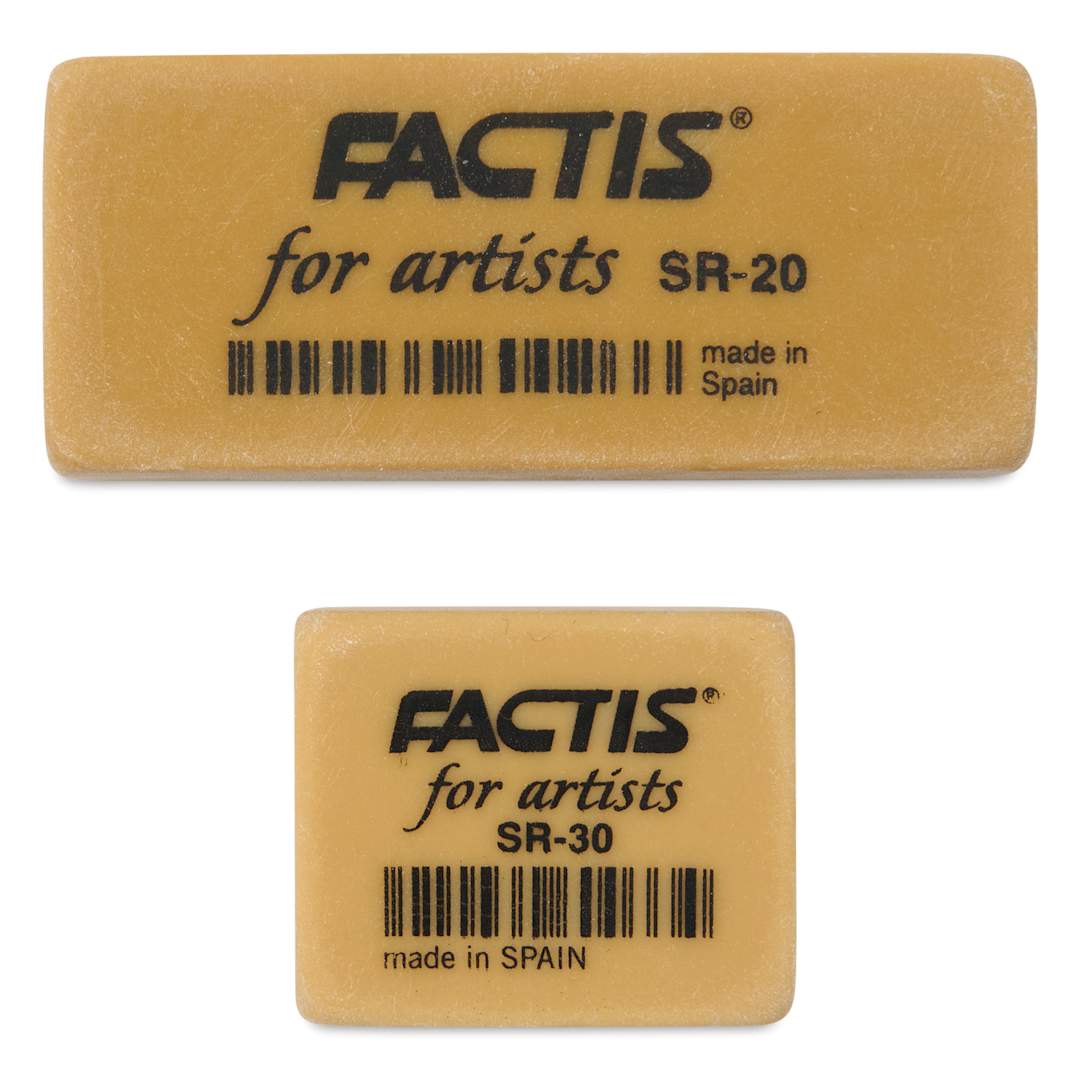 FACTIS®
for artists SR-20
made in
Spain
FACTIS®
for artists
SR-30
made in SPAIN